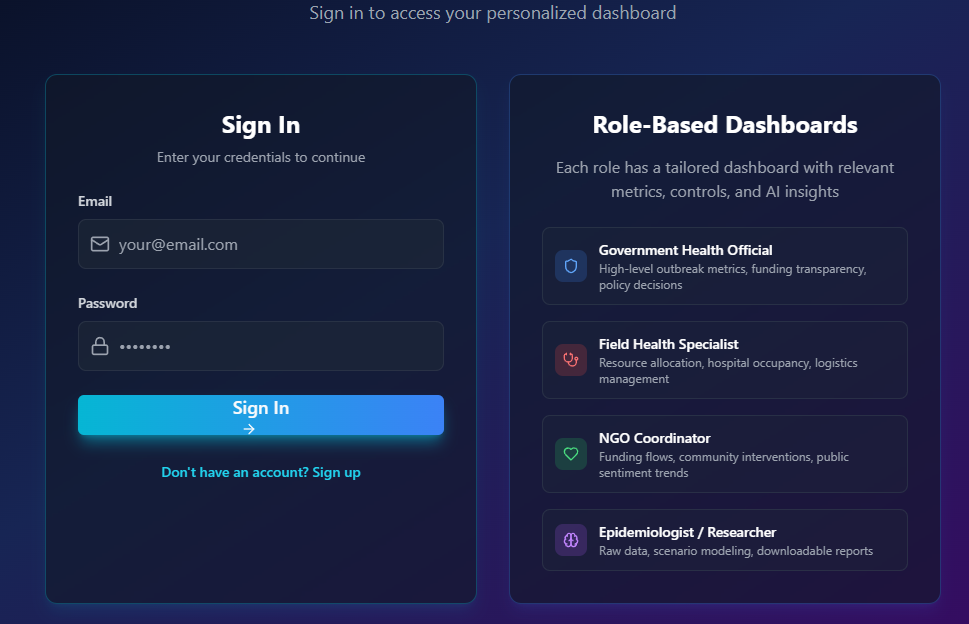 Sign in to access your personalized dashboard
Sign In
Enter your credentials to continue
Email
your@email.com
Password
••••••••
Sign In
→
Don't have an account? Sign up
Role-Based Dashboards
Each role has a tailored dashboard with relevant
metrics, controls, and AI insights
Government Health Official
High-level outbreak metrics, funding transparency,
policy decisions
Field Health Specialist
Resource allocation, hospital occupancy, logistics
management
NGO Coordinator
Funding flows, community interventions, public
sentiment trends
Epidemiologist / Researcher
Raw data, scenario modeling, downloadable reports